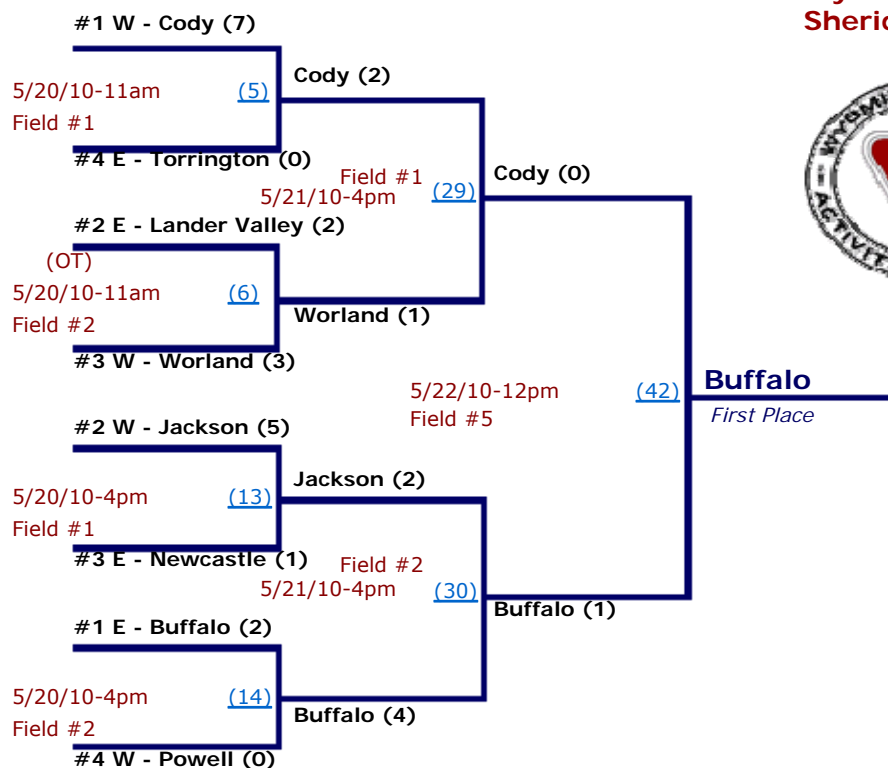 Sheric
#1 W - Cody (7)
5/20/10-11am
(5)
Field #1
Cody (2)
#4 E - Torrington (0)
Field #1
5/21/10-4pm
(29)
Cody (0)
#2 E - Lander Valley (2)
(OT)
5/20/10-11am
(6)
Field #2
Worland (1)
#3 W - Worland (3)
5/22/10-12pm
Field #5
(42)
Buffalo
First Place
#2 W - Jackson (5)
5/20/10-4pm
(13)
Field #1
Jackson (2)
#3 E - Newcastle (1)
Field #2
5/21/10-4pm
(30)
Buffalo (1)
#1 E - Buffalo (2)
5/20/10-4pm
(14)
Field #2
Buffalo (4)
#4 W - Powell (0)